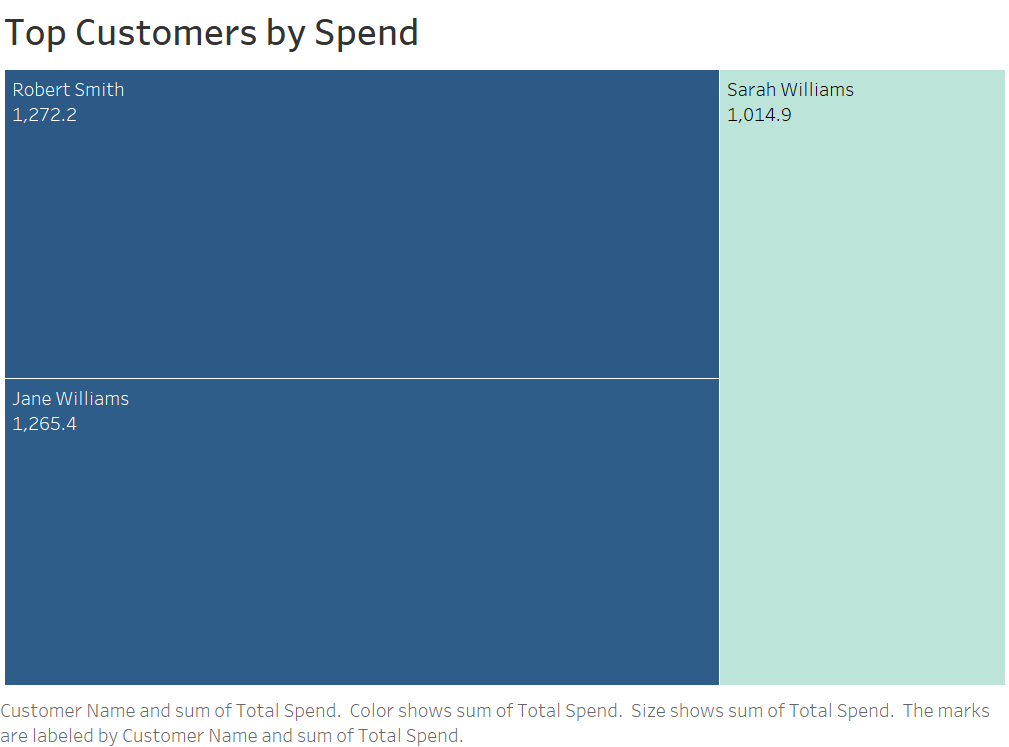 Top Customers by Spend
Robert Smith
1,272.2
Sarah Williams
1,014.9
Jane Williams
1,265.4
Customer Name and sum of Total Spend.  Color shows sum of Total Spend.  Size shows sum of Total Spend.  The marks
are labeled by Customer Name and sum of Total Spend.